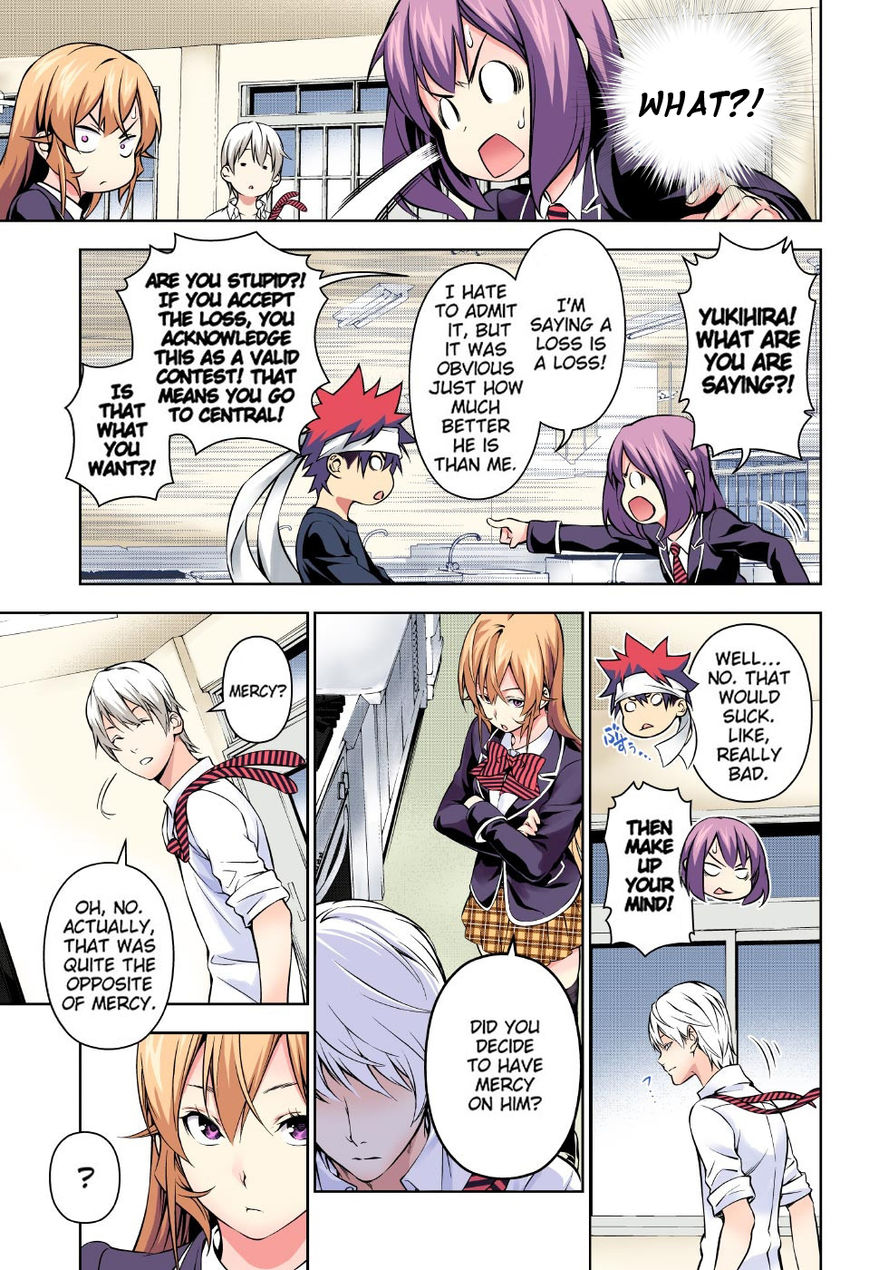 WHAT?!
YUKIHIRA!
WHAT ARE
YOU ARE
SAYING?!
I'M
SAYING A
LOSS IS
A LOSS!
I HATE
TO ADMIT
IT, BUT
IT WAS
OBVIOUS
JUST HOW
MUCH
BETTER
HE IS
THAN ME.
ARE YOU STUPID?!
IF YOU ACCEPT
THE LOSS, YOU
ACKNOWLEDGE
THIS AS A VALID
CONTEST! THAT
MEANS YOU GO
TO CENTRAL!
IS
THAT
WHAT
YOU
WANT?!
WELL...
NO. THAT
WOULD
SUCK.
LIKE,
REALLY
BAD.
THEN
MAKE
UP
YOUR
MIND!
DID YOU
DECIDE
TO HAVE
MERCY
ON HIM?
MERCY?
OH, NO.
ACTUALLY,
THAT WAS
QUITE THE
OPPOSITE
OF MERCY.
?